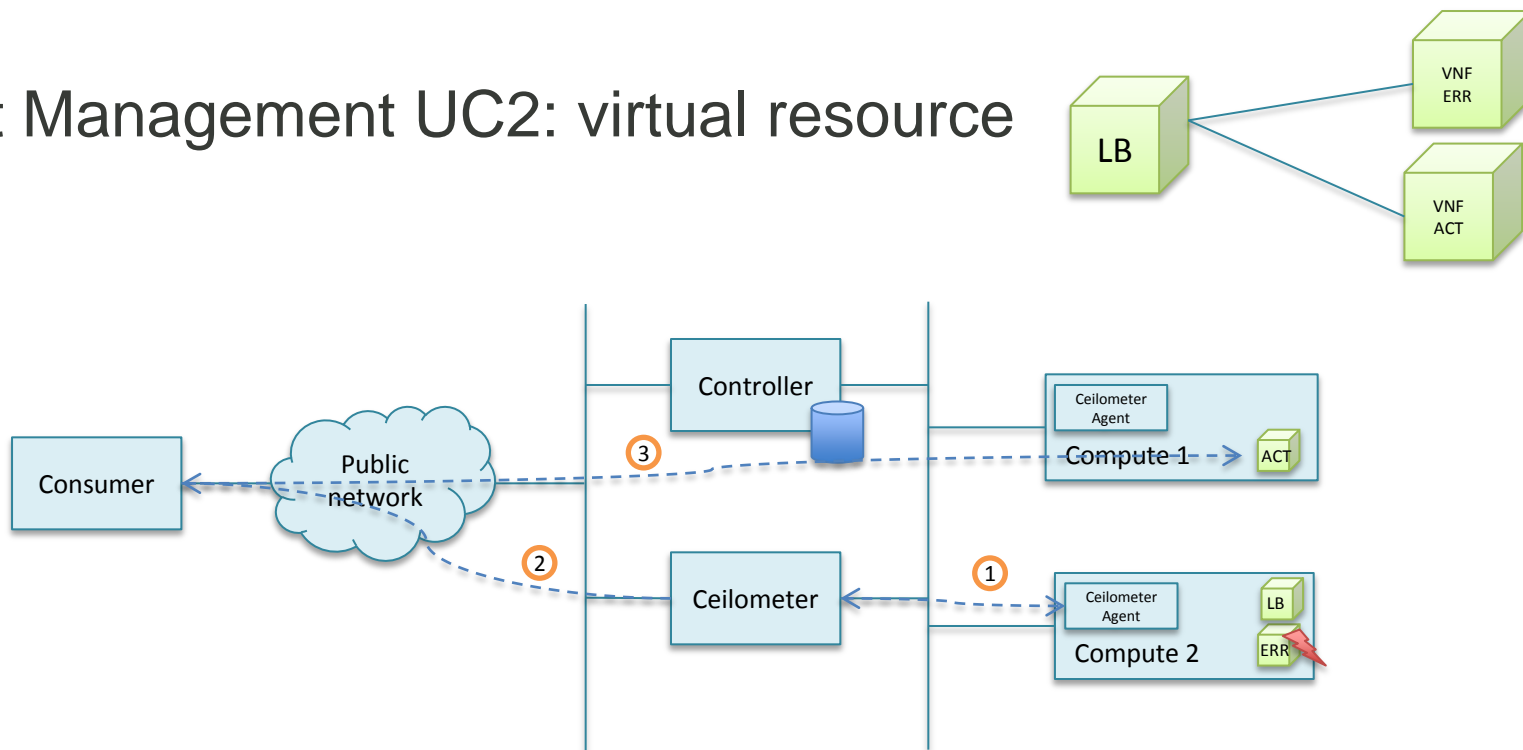 t Management UC2: virtual resource
VNF
ERR
LB
VNF
ACT
Controller
Ceilometer
Agent
Compute 1
ACT
3
Consumer
Public
network
2
Ceilometer
1
Ceilometer
Agent
LB
ERR
Compute 2